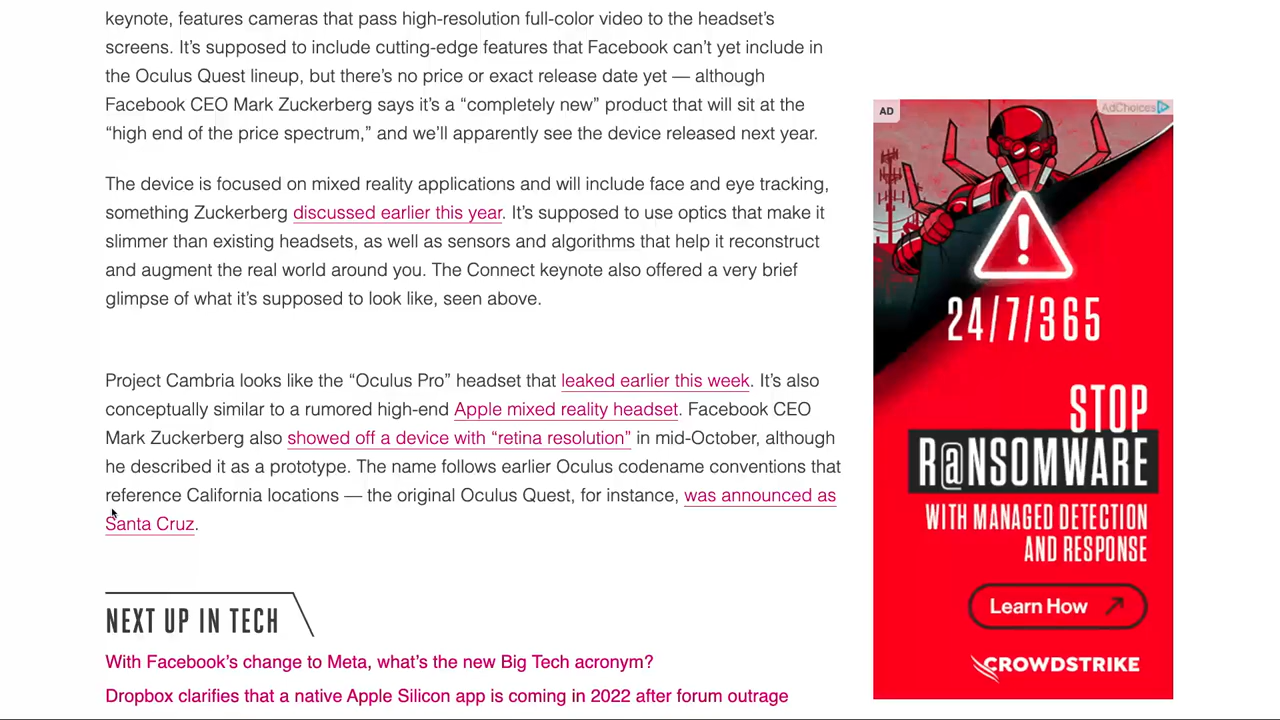 keynote, features cameras that pass high-resolution full-color video to the headset’s
screens. It’s supposed to include cutting-edge features that Facebook can’t yet include in
the Oculus Quest lineup, but there’s no price or exact release date yet — although
Facebook CEO Mark Zuckerberg says it’s a “completely new” product that will sit at the
“high end of the price spectrum,” and we’ll apparently see the device released next year.
The device is focused on mixed reality applications and will include face and eye tracking,
something Zuckerberg discussed earlier this year. It’s supposed to use optics that make it
slimmer than existing headsets, as well as sensors and algorithms that help it reconstruct
and augment the real world around you. The Connect keynote also offered a very brief
glimpse of what it’s supposed to look like, seen above.
Project Cambria looks like the “Oculus Pro” headset that leaked earlier this week. It’s also
conceptually similar to a rumored high-end Apple mixed reality headset. Facebook CEO
Mark Zuckerberg also showed off a device with “retina resolution” in mid-October, although
he described it as a prototype. The name follows earlier Oculus codename conventions that
reference California locations — the original Oculus Quest, for instance, was announced as
Santa Cruz.
NEXT UP IN TECH
With Facebook’s change to Meta, what’s the new Big Tech acronym?
Dropbox clarifies that a native Apple Silicon app is coming in 2022 after forum outrage
AD
AdChoices
24/7/365
STOP
R@NSOMWARE
WITH MANAGED DETECTION
AND RESPONSE
Learn How
CROWDSTRIKE